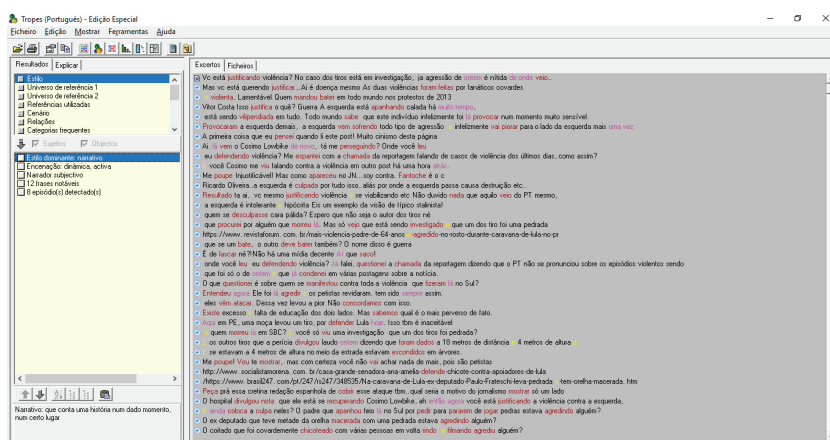 Tropes (Português) - Edição Especial
Ficheiro Edição Mostrar Ferramentas Ajuda
Resultados Explicar
Estilo
Universo de referência 1
Universo de referência 2
Referências utilizadas
Cenário
Relações
Categorias frequentes
Sujeitos Objectos
Estilo dominante: narrativo
Encenação: dinâmica, activa
Narrador subjectivo
12 frases notáveis
8 episódio(s) detectado(s)
Narrativo: que conta uma história num dado momento,
num certo lugar
Excertos Ficheiros
Vc está justificando violência? No caso dos tiros está em investigação, ja agressão de ontem é nítida de onde veio..
Mas vc está querendo justificar...Ai é doença mesmo As duas violências foram feitas por fanáticos covardes
violenta. Lamentável Quem mandou bater em todo mundo nos protestos de 2013
Vitor Costa Isso justifica o quê? Guerra A esquerda está apanhando calada há muito tempo,
está sendo vilipendiada em tudo. Todo mundo sabe que este indivíduo infelizmente foi lá provocar num momento muito sensível.
Provocaram a esquerda demais, a esquerda vem sofrendo todo tipo de agressão infelizmente vai piorar para o lado da esquerda mais uma vez
A primeira coisa que eu pensei quando li este post! Muito cinismo desta página
Ai, lá vem o Cosimo Lowbike de novo, tá me perseguindo? Onde você leu
eu defendendo violência? Me espantei com a chamada da reportagem falando de casos de violência dos últimos dias, como assim?
você Cosimo me viu falando contra a violência em outro post há uma hora atrás,
Me poupe Injustificável! Mas como apareceu no JN...soy contra. Fantoche é o c
Ricardo Oliveira..a esquerda é culpada por tudo isso, aliás por onde a esquerda passa causa destruição etc..
Resultado ta aí, vc mesmo justificando violência se viabilizando etc Não duvido nada que aquilo veio do PT mesmo,
a esquerda é intolerante hipócrita Eis um exemplo da visão de típico stalinista!
quem se desculpasse cara pálida? Espero que não seja o autor dos tiros né
que procurei por alguém que morreu lá. Mas só vejo que está sendo investigado que um dos tiro foi uma pedrada
https://www. revistaforum. com. br/mais-violencia-padre-de-64-anos -agredido-no-rosto-durante-caravana-de-lula-no-pr
que se um bate, o outro deve bater também? O nome disso é guerra
É de lascar né?!Não há uma mídia decente Aí que saco!
onde você leu eu defendendo violência? Já falei, questionei a chamada da reportagem dizendo que o PT não se pronunciou sobre os episódios violentos sendo
que foi só o de ontem que já condenei em várias postagens sobre a notícia.
O que questionei é sobre quem se manifestou contra toda a violência que fizeram lá no Sul?
Entendeu agora Ele foi lá agredir os petistas revidaram. tem sido sempre assim.
eles vêm atacar. Dessa vez levou a pior Não concordamos com isso.
Existe excesso falta de educação dos dois lados. Mas sabemos qual é o mais perverso de fato.
Aqui em PE, uma moça levou um tiro, por defender Lula hoje. Isso tbm é inaceitável
quem morreu lá em SBC? você só viu uma investigação que um dos tiro foi pedrada?
os outros tiros que a perícia divulgou laudo ontem dizendo que foram dados a 18 metros de distância 4 metros de altura
se estavam a 4 metros de altura no meio da estrada estavam escondidos em árvores.
Me poupe! Vou te mostrar, mas com certeza você não vai achar nada de mais, pois são petistas
http://www. socialistamorena. com. br/casa-grande-senadora-ana-amelia-defende-chicote-contra-apoiadores-de-lula
/https://www. brasil247. com/pt/247/rs247/348535/Na-caravana-de-Lula-ex-deputado-Paulo-Frateschi-leva-pedrada -tem-orelha-macerada. htm
Peça pra essa cretina redação espanhola de cobrir esse ataque tbm..qual seria o motivo do jornalismo mostrar só um lado
O hospital divulgou nota que ele está se recuperando Cosimo Lowbike, ah então agora você está justificando a violência contra a esquerda,
ainda coloca a culpa neles? O padre que apanhou feio lá no Sul por pedir para pararem de jogar pedras estava agredindo alguém?
O ex deputado que teve metade da orelha macerada com uma pedrada estava agredindo alguém?
O coitado que foi covardemente chicoteado com várias pessoas em volta rindo filmando agrediu alguém?